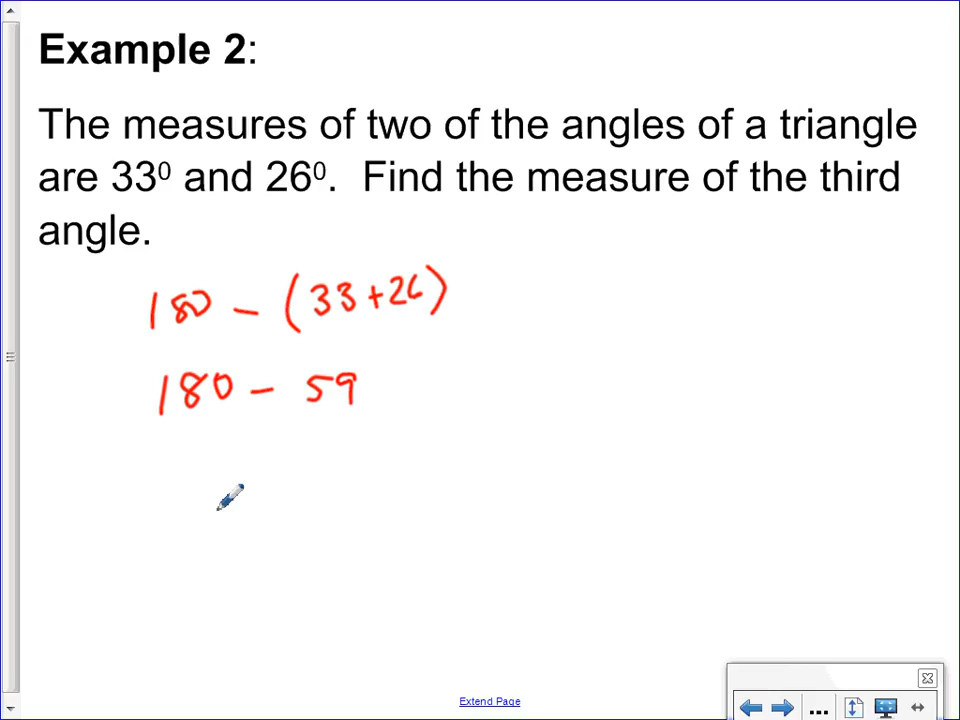 Example 2:
The measures of two of the angles of a triangle
are 33⁰ and 26⁰. Find the measure of the third
angle.
180 - (33+26)
180 - 59
Extend Page